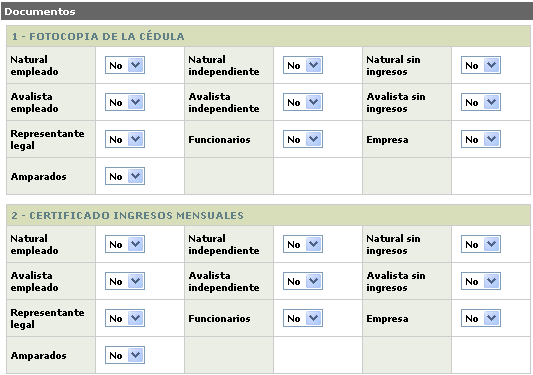 Documentos
1 - FOTOCOPIA DE LA CÉDULA
Natural empleado No Natural independiente No Natural sin ingresos No
Avalista empleado No Avalista independiente No Avalista sin ingresos No
Representante legal No Funcionarios No Empresa No
Amparados No
2 - CERTIFICADO INGRESOS MENSUALES
Natural empleado No Natural independiente No Natural sin ingresos No
Avalista empleado No Avalista independiente No Avalista sin ingresos No
Representante legal No Funcionarios No Empresa No
Amparados No